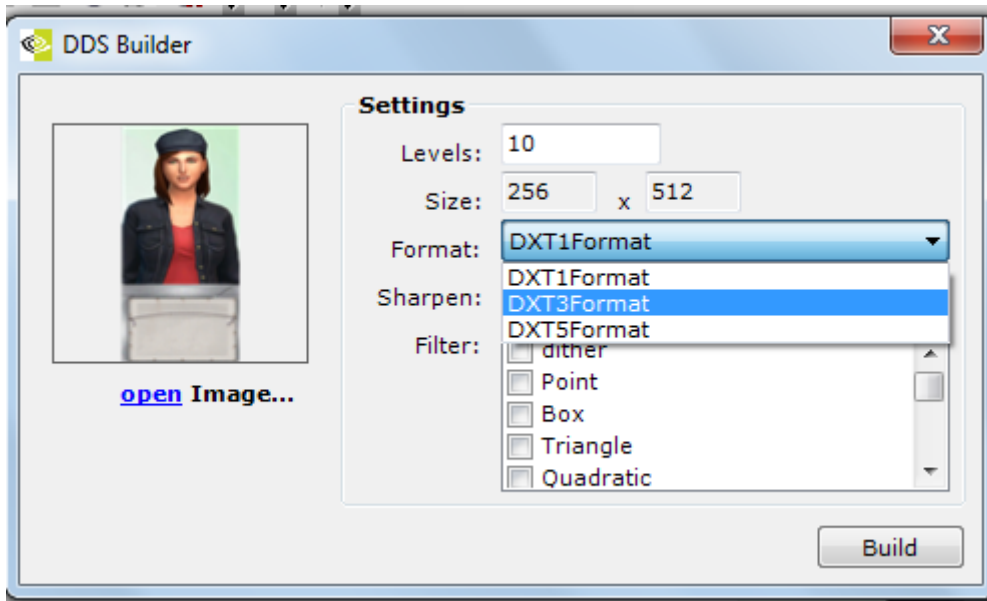 DDS Builder
Settings
Levels: 10
Size: 256 x 512
Format: DXT1Format
DXT1Format
Sharpen: DXT3Format
DXT5Format
Filter: dither
Point
open Image...
Box
Triangle
Quadratic
Build